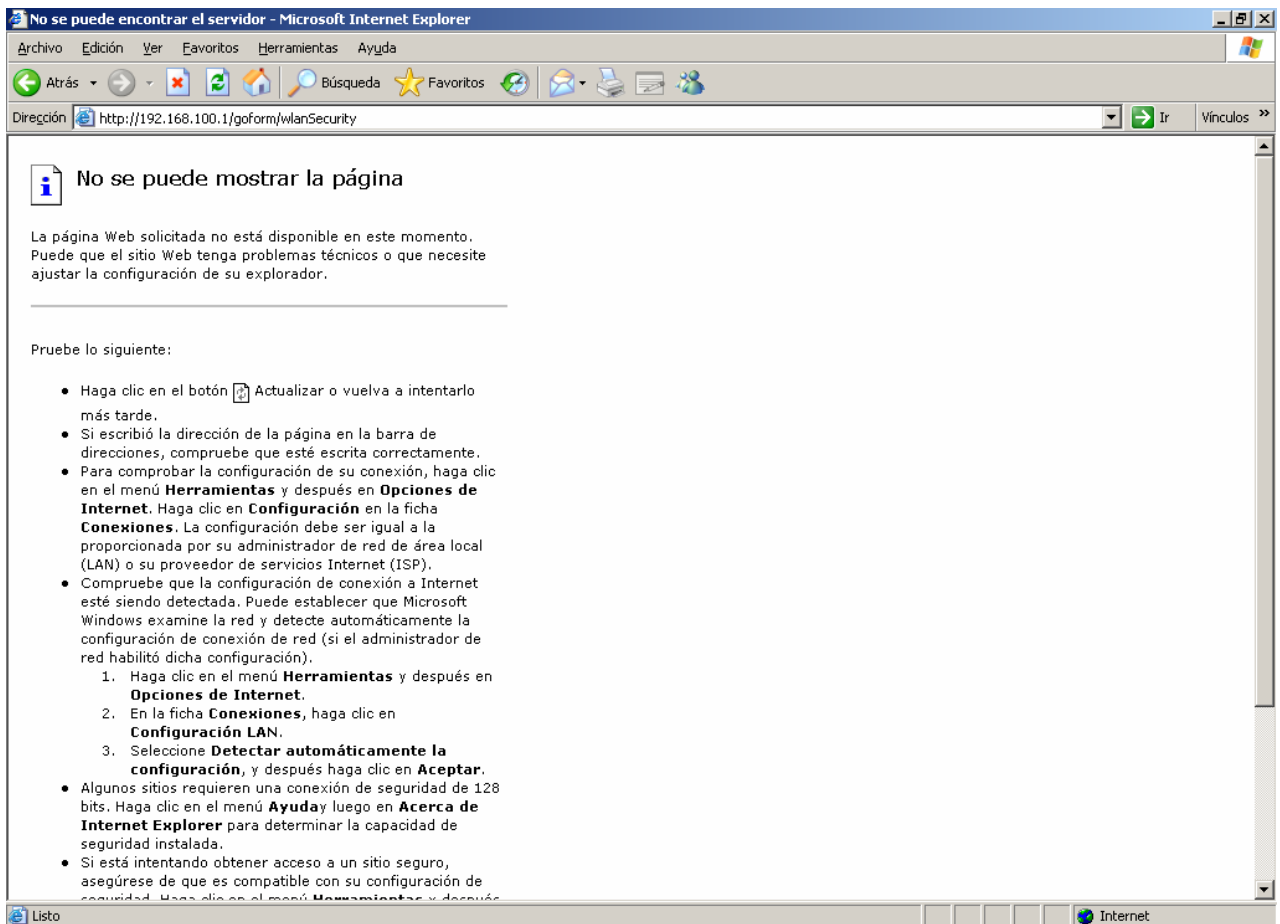 No se puede encontrar el servidor - Microsoft Internet Explorer
Archivo Edición Ver Favoritos Herramientas Ayuda
Atrás Búsqueda Favoritos
Dirección http://192.168.100.1/goform/wlanSecurity Ir Vínculos »
No se puede mostrar la página
La página Web solicitada no está disponible en este momento.
Puede que el sitio Web tenga problemas técnicos o que necesite
ajustar la configuración de su explorador.
Pruebe lo siguiente:
● Haga clic en el botón Actualizar o vuelva a intentarlo
más tarde.
● Si escribió la dirección de la página en la barra de
direcciones, compruebe que esté escrita correctamente.
● Para comprobar la configuración de su conexión, haga clic
en el menú Herramientas y después en Opciones de
Internet. Haga clic en Configuración en la ficha
Conexiones. La configuración debe ser igual a la
proporcionada por su administrador de red de área local
(LAN) o su proveedor de servicios Internet (ISP).
● Compruebe que la configuración de conexión a Internet
esté siendo detectada. Puede establecer que Microsoft
Windows examine la red y detecte automáticamente la
configuración de conexión de red (si el administrador de
red habilitó dicha configuración).
1. Haga clic en el menú Herramientas y después en
Opciones de Internet.
2. En la ficha Conexiones, haga clic en
Configuración LAN.
3. Seleccione Detectar automáticamente la
configuración, y después haga clic en Aceptar.
● Algunos sitios requieren una conexión de seguridad de 128
bits. Haga clic en el menú Ayuday luego en Acerca de
Internet Explorer para determinar la capacidad de
seguridad instalada.
● Si está intentando obtener acceso a un sitio seguro,
asegúrese de que es compatible con su configuración de
seguridad. Haga clic en el menú Herramientas y después
Listo Internet